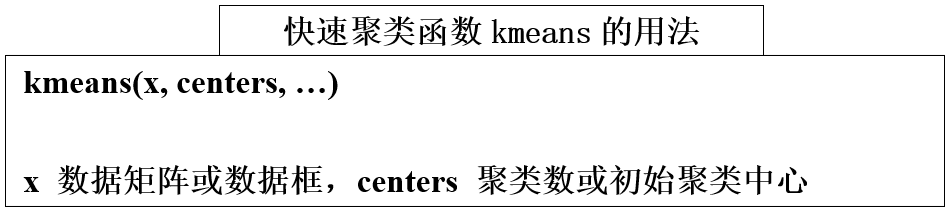 快速聚类函数 kmeans 的用法
kmeans(x, centers, …)
x 数据矩阵或数据框，centers 聚类数或初始聚类中心